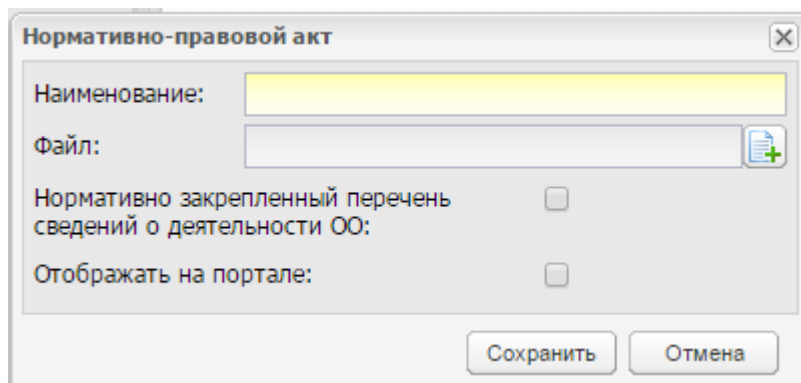 Нормативно-правовой акт
Наименование:
Файл:
Нормативно закрепленный перечень
сведений о деятельности ОО:
Отображать на портале:
Сохранить Отмена